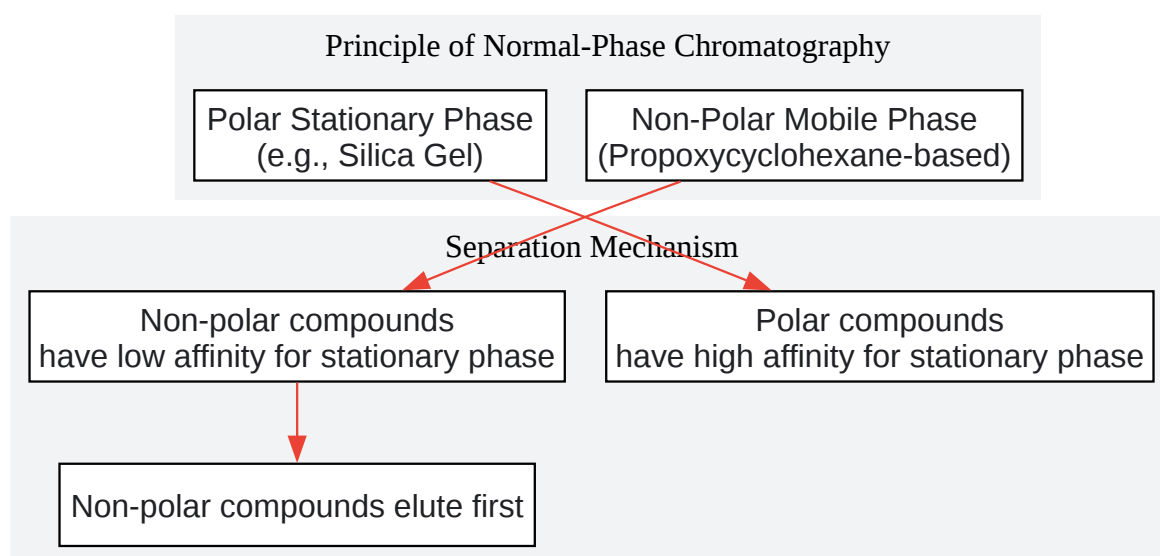 Principle of Normal-Phase Chromatography
Polar Stationary Phase
(e.g., Silica Gel)
Non-Polar Mobile Phase
(Propoxycyclohexane-based)
Separation Mechanism
Non-polar compounds
have low affinity for stationary phase
Polar compounds
have high affinity for stationary phase
Non-polar compounds elute first